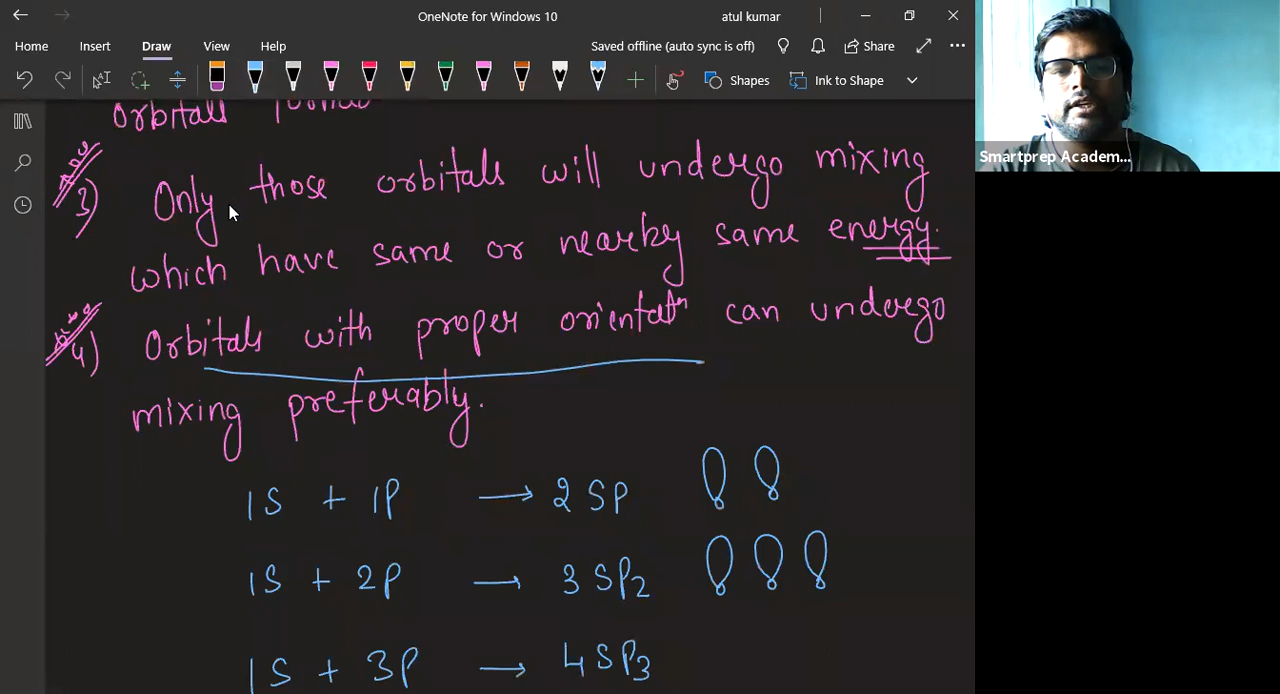 OneNote for Windows 10
atul kumar
Home Insert Draw View Help
Saved offline (auto sync is off) Share
Shapes Ink to Shape
Smartprep Academ...
Orbitals
3) Only those orbitals will undergo mixing
which have same or nearby same energy.
4) Orbitals with proper orientatn can undergo
mixing preferably.
1S + 1P → 2 SP
1S + 2P → 3 SP2
1S + 3P → 4 SP3